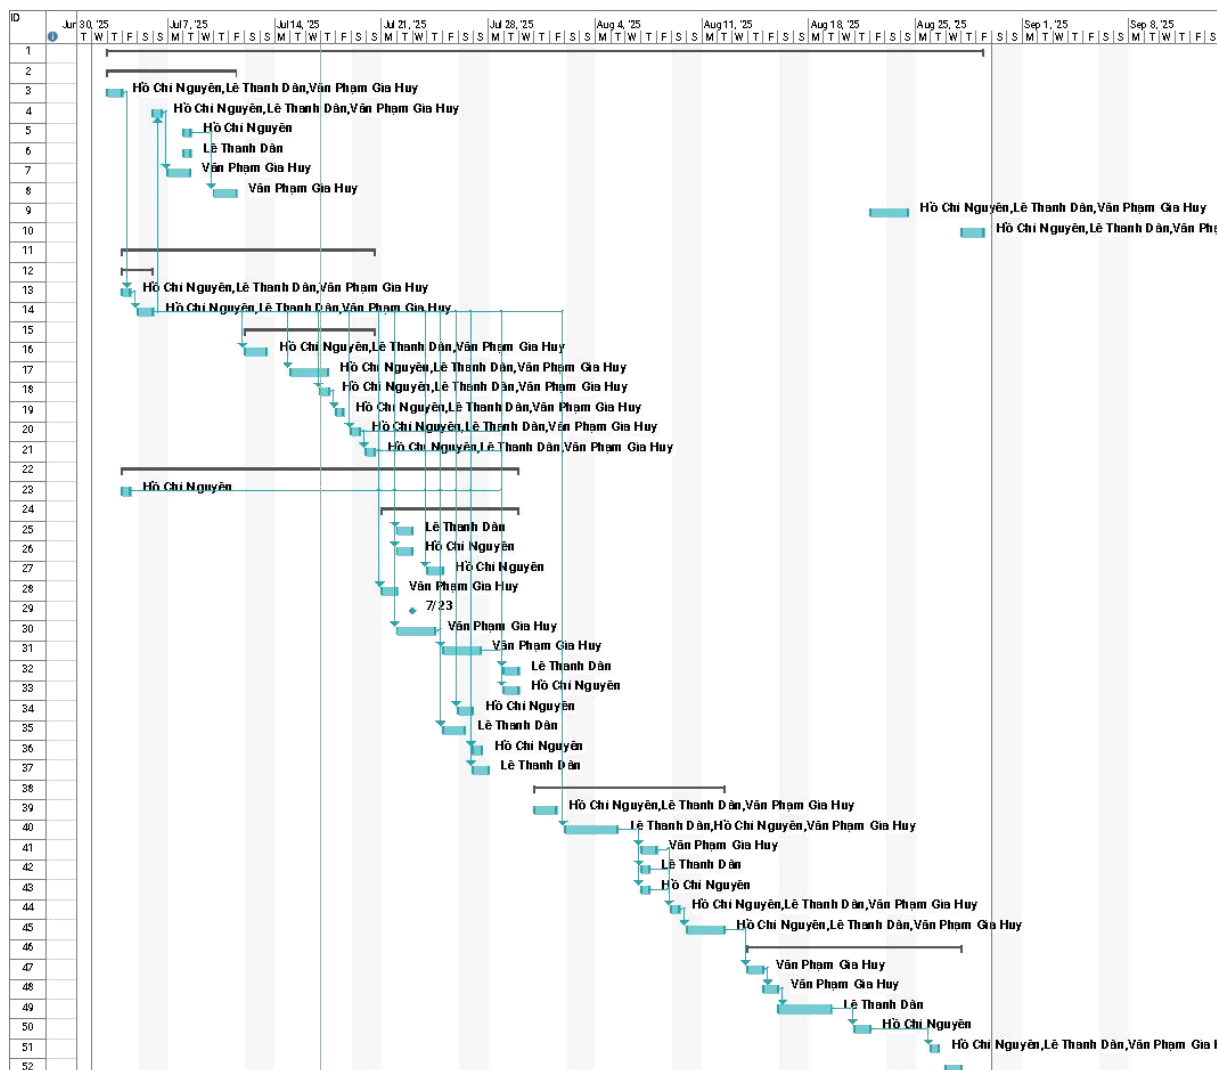 ID
Jun 30, '25 Jul 7, '25 Jul 14, '25 Jul 21, '25 Jul 28, '25 Aug 4, '25 Aug 11, '25 Aug 18, '25 Aug 25, '25 Sep 1, '25 Sep 8, '25
T W T F S S M T W T F S S M T W T F S S M T W T F S S M T W T F S S M T W T F S S M T W T F S S M T W T F S S M T W T F S S M T W T F S S M T W T F S
1
2
3 Hồ Chí Nguyên,Lê Thanh Dân,Văn Phạm Gia Huy
4 Hồ Chí Nguyên,Lê Thanh Dân,Văn Phạm Gia Huy
5 Hồ Chí Nguyên
6 Lê Thanh Dân
7 Văn Phạm Gia Huy
8 Văn Phạm Gia Huy
9 Hồ Chí Nguyên,Lê Thanh Dân,Văn Phạm Gia Huy
10 Hồ Chí Nguyên,Lê Thanh Dân,Văn Phạ
11
12
13 Hồ Chí Nguyên,Lê Thanh Dân,Văn Phạm Gia Huy
14 Hồ Chí Nguyên,Lê Thanh Dân,Văn Phạm Gia Huy
15
16 Hồ Chí Nguyên,Lê Thanh Dân,Văn Phạm Gia Huy
17 Hồ Chí Nguyên,Lê Thanh Dân,Văn Phạm Gia Huy
18 Hồ Chí Nguyên,Lê Thanh Dân,Văn Phạm Gia Huy
19 Hồ Chí Nguyên,Lê Thanh Dân,Văn Phạm Gia Huy
20 Hồ Chí Nguyên,Lê Thanh Dân,Văn Phạm Gia Huy
21 Hồ Chí Nguyên,Lê Thanh Dân,Văn Phạm Gia Huy
22
23 Hồ Chí Nguyên
24
25 Lê Thanh Dân
26 Hồ Chí Nguyên
27 Hồ Chí Nguyên
28 Văn Phạm Gia Huy
29 7/23
30 Văn Phạm Gia Huy
31 Văn Phạm Gia Huy
32 Lê Thanh Dân
33 Hồ Chí Nguyên
34 Hồ Chí Nguyên
35 Lê Thanh Dân
36 Hồ Chí Nguyên
37 Lê Thanh Dân
38
39 Hồ Chí Nguyên,Lê Thanh Dân,Văn Phạm Gia Huy
40 Lê Thanh Dân,Hồ Chí Nguyên,Văn Phạm Gia Huy
41 Văn Phạm Gia Huy
42 Lê Thanh Dân
43 Hồ Chí Nguyên
44 Hồ Chí Nguyên,Lê Thanh Dân,Văn Phạm Gia Huy
45 Hồ Chí Nguyên,Lê Thanh Dân,Văn Phạm Gia Huy
46
47 Văn Phạm Gia Huy
48 Văn Phạm Gia Huy
49 Lê Thanh Dân
50 Hồ Chí Nguyên
51 Hồ Chí Nguyên,Lê Thanh Dân,Văn Phạm Gia H
52